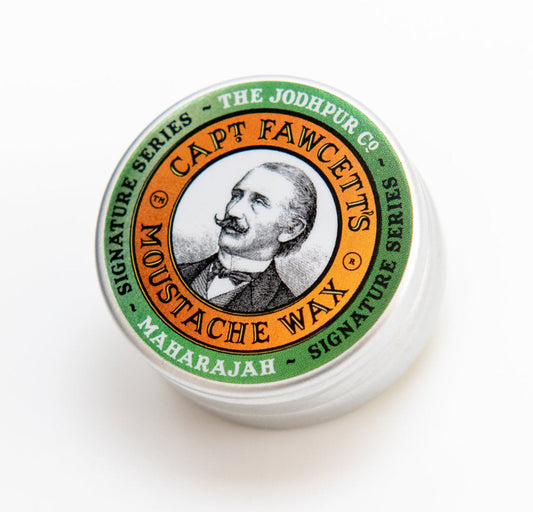 THE JODHPUR Cº
~ SIGNATURE SERIES ~
MAHARAJAH
~ SIGNATURE SERIES ~
CAPT FAWCETT'S
MOUSTACHE WAX
R